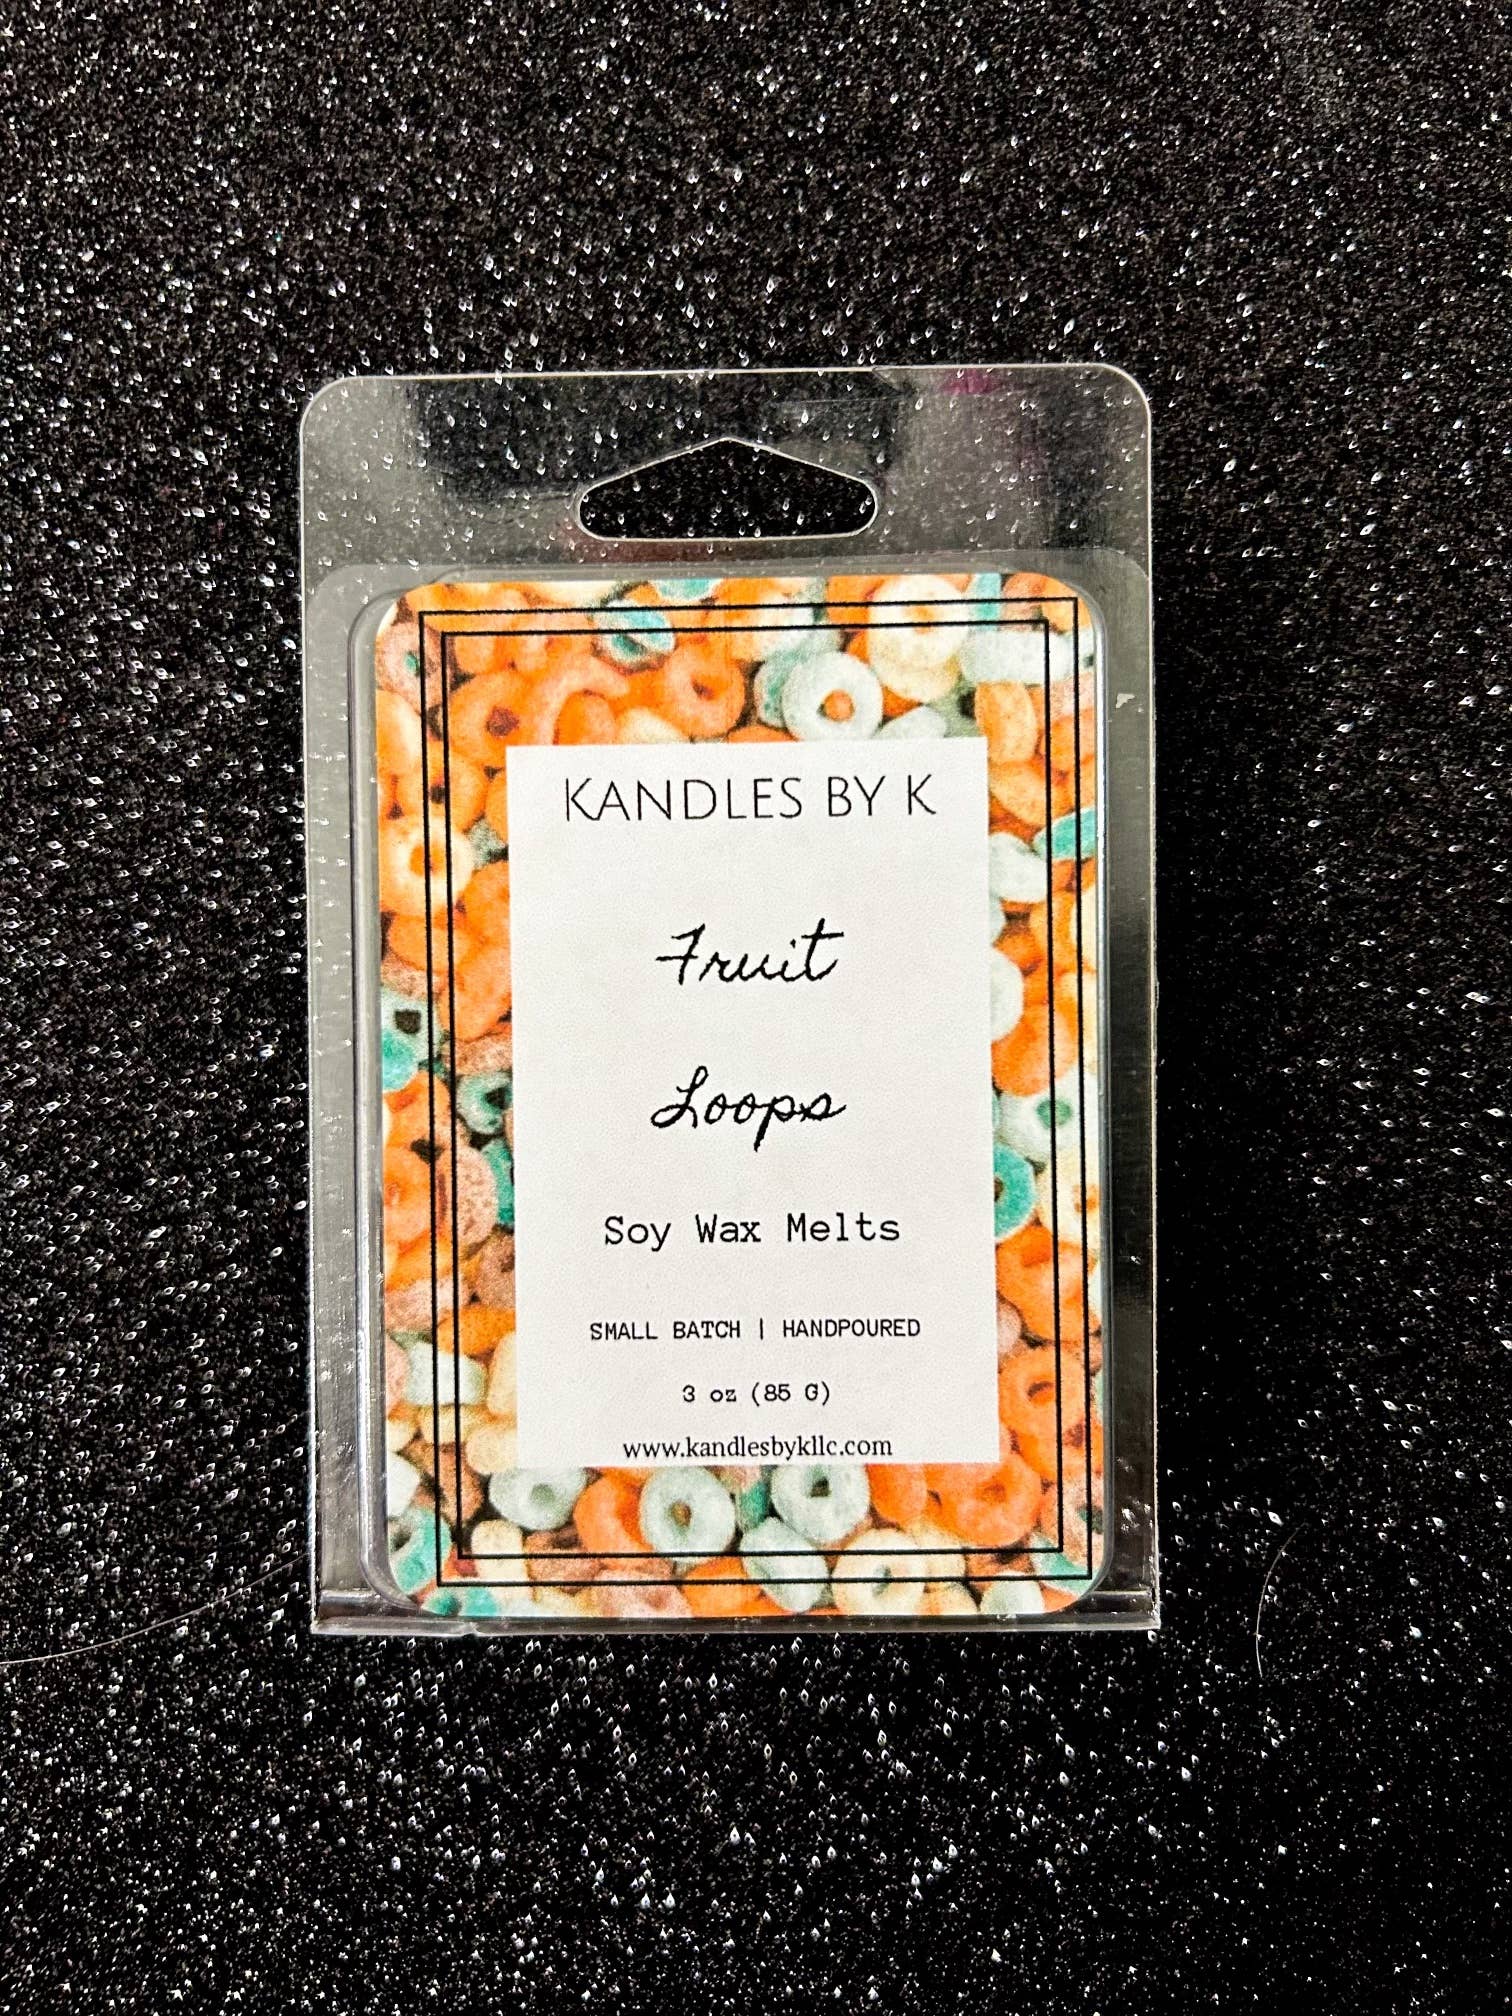 KANDLES BY K
Fruit
Loops
Soy Wax Melts
SMALL BATCH | HANDPOURED
3 oz (85 G)
www.kandlesbykllc.com